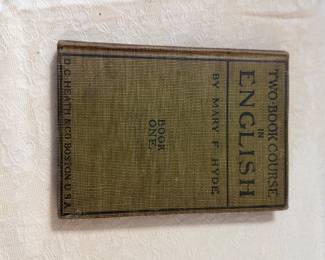 TWO-BOOK COURSE
IN
ENGLISH
BY MARY F. HYDE
BOOK
ONE
D.C. HEATH & CO. BOSTON, U.S.A.